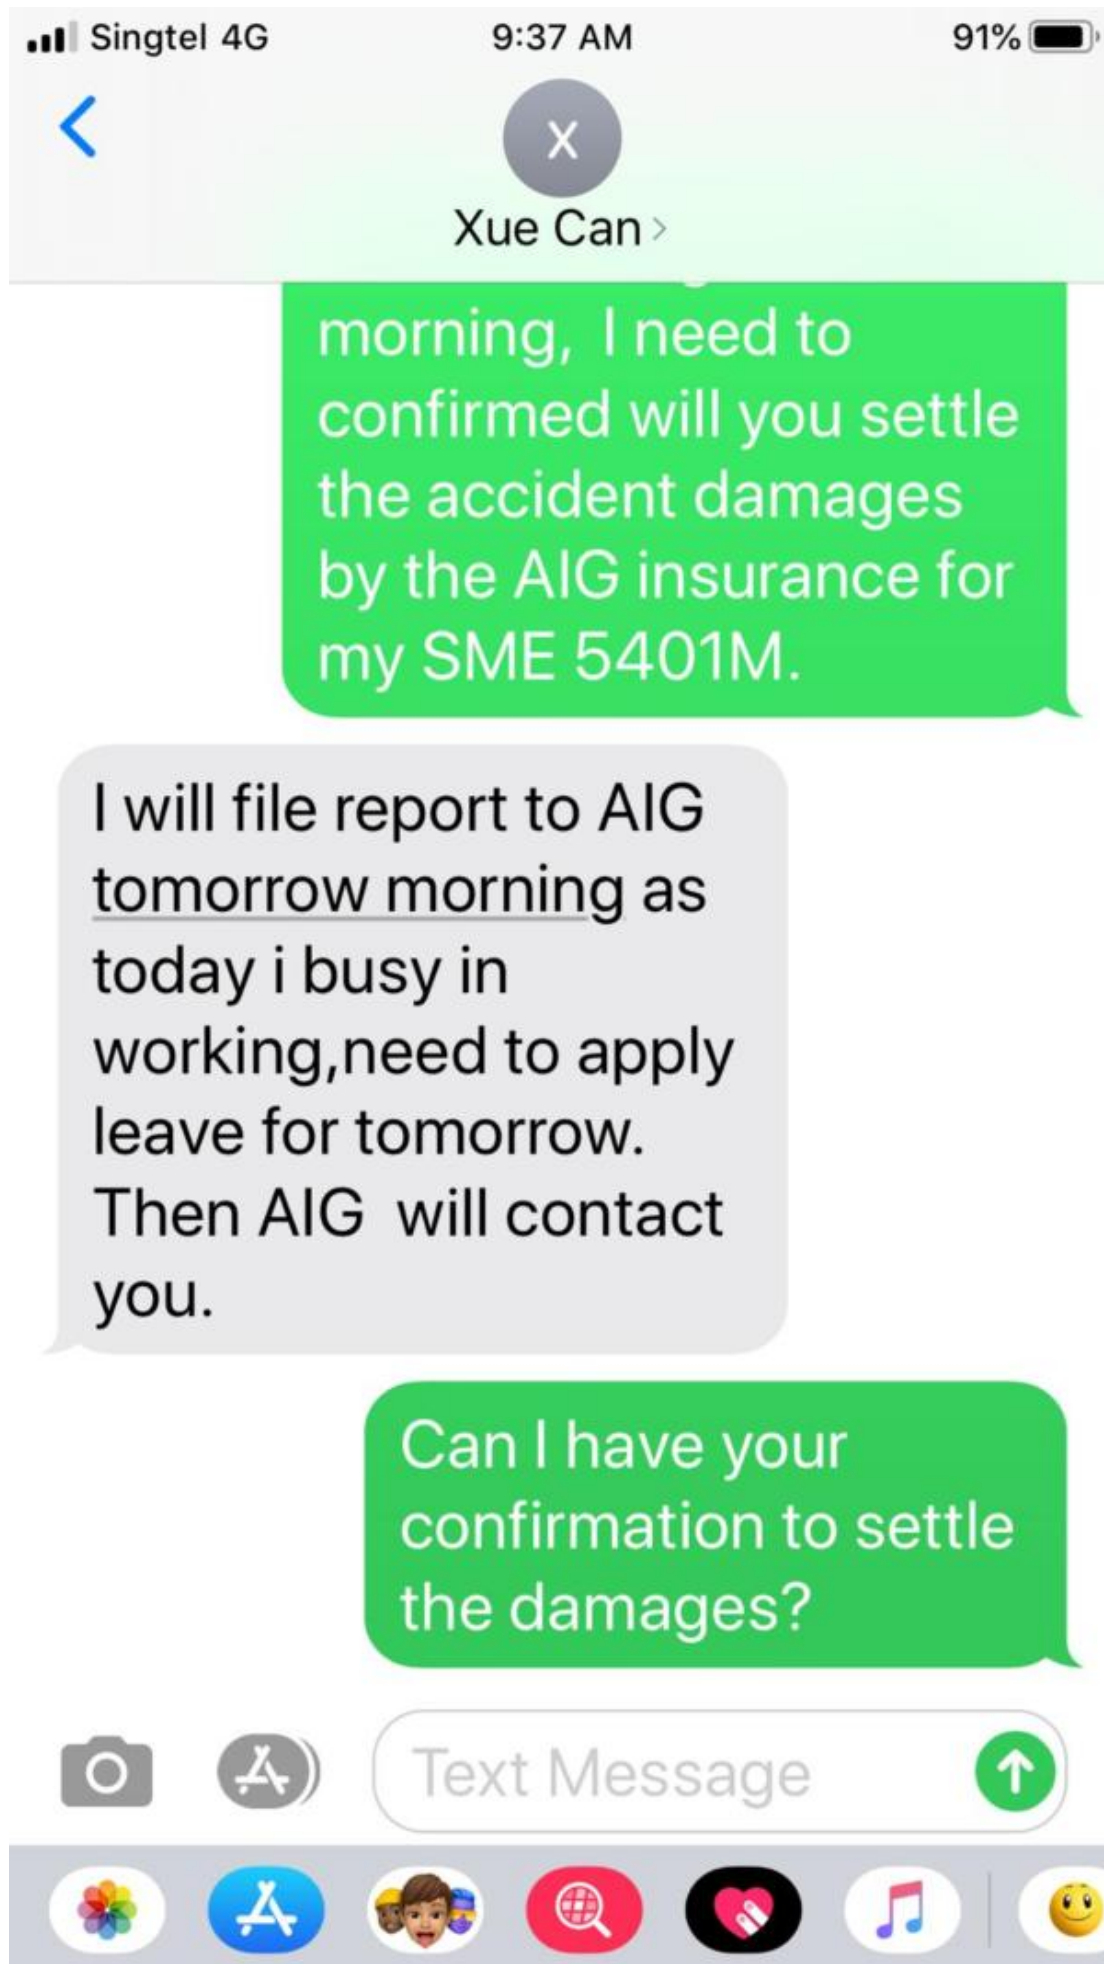 Singtel 4G 9:37 AM 91%
X
Xue Can
morning, I need to
confirmed will you settle
the accident damages
by the AIG insurance for
my SME 5401M.
I will file report to AIG
tomorrow morning as
today i busy in
working,need to apply
leave for tomorrow.
Then AIG will contact
you.
Can I have your
confirmation to settle
the damages?
Text Message